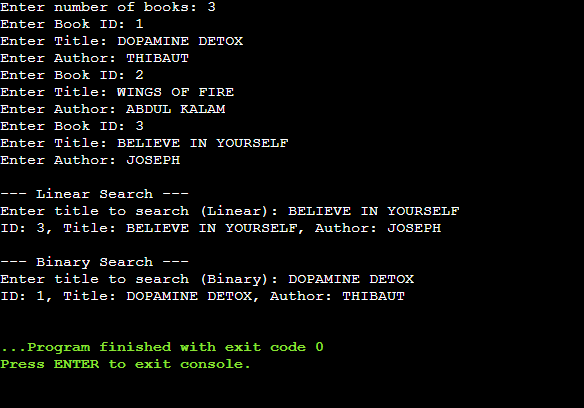 Enter number of books: 3
Enter Book ID: 1
Enter Title: DOPAMINE DETOX
Enter Author: THIBAUT
Enter Book ID: 2
Enter Title: WINGS OF FIRE
Enter Author: ABDUL KALAM
Enter Book ID: 3
Enter Title: BELIEVE IN YOURSELF
Enter Author: JOSEPH
--- Linear Search ---
Enter title to search (Linear): BELIEVE IN YOURSELF
ID: 3, Title: BELIEVE IN YOURSELF, Author: JOSEPH
--- Binary Search ---
Enter title to search (Binary): DOPAMINE DETOX
ID: 1, Title: DOPAMINE DETOX, Author: THIBAUT
...Program finished with exit code 0
Press ENTER to exit console.